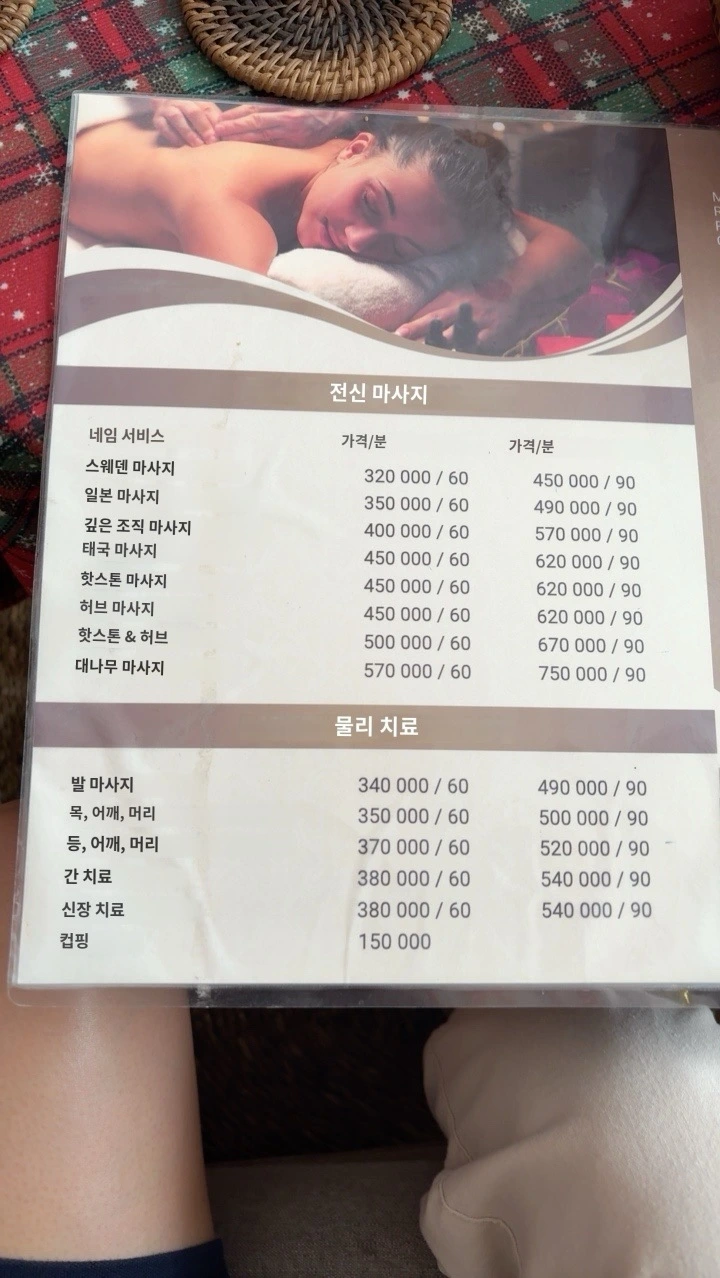 전신 마사지
네임 서비스 가격/분 가격/분
스웨덴 마사지 320 000 / 60 450 000 / 90
일본 마사지 350 000 / 60 490 000 / 90
깊은 조직 마사지 400 000 / 60 570 000 / 90
태국 마사지 450 000 / 60 620 000 / 90
핫스톤 마사지 450 000 / 60 620 000 / 90
허브 마사지 450 000 / 60 620 000 / 90
핫스톤 & 허브 500 000 / 60 670 000 / 90
대나무 마사지 570 000 / 60 750 000 / 90
물리 치료
발 마사지 340 000 / 60 490 000 / 90
목, 어깨, 머리 350 000 / 60 500 000 / 90
등, 어깨, 머리 370 000 / 60 520 000 / 90
간 치료 380 000 / 60 540 000 / 90
신장 치료 380 000 / 60 540 000 / 90
컵핑 150 000